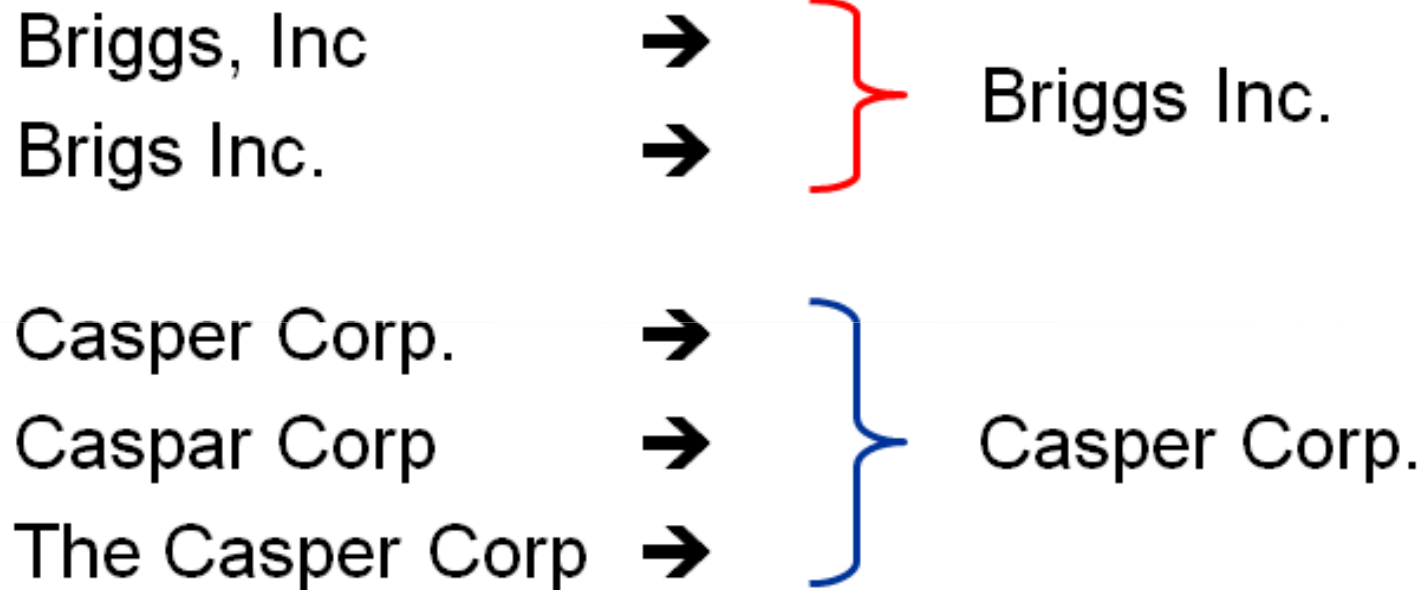 Briggs, Inc ➔
Brigs Inc. ➔
Briggs Inc.
Casper Corp. ➔
Caspar Corp ➔
The Casper Corp ➔
Casper Corp.